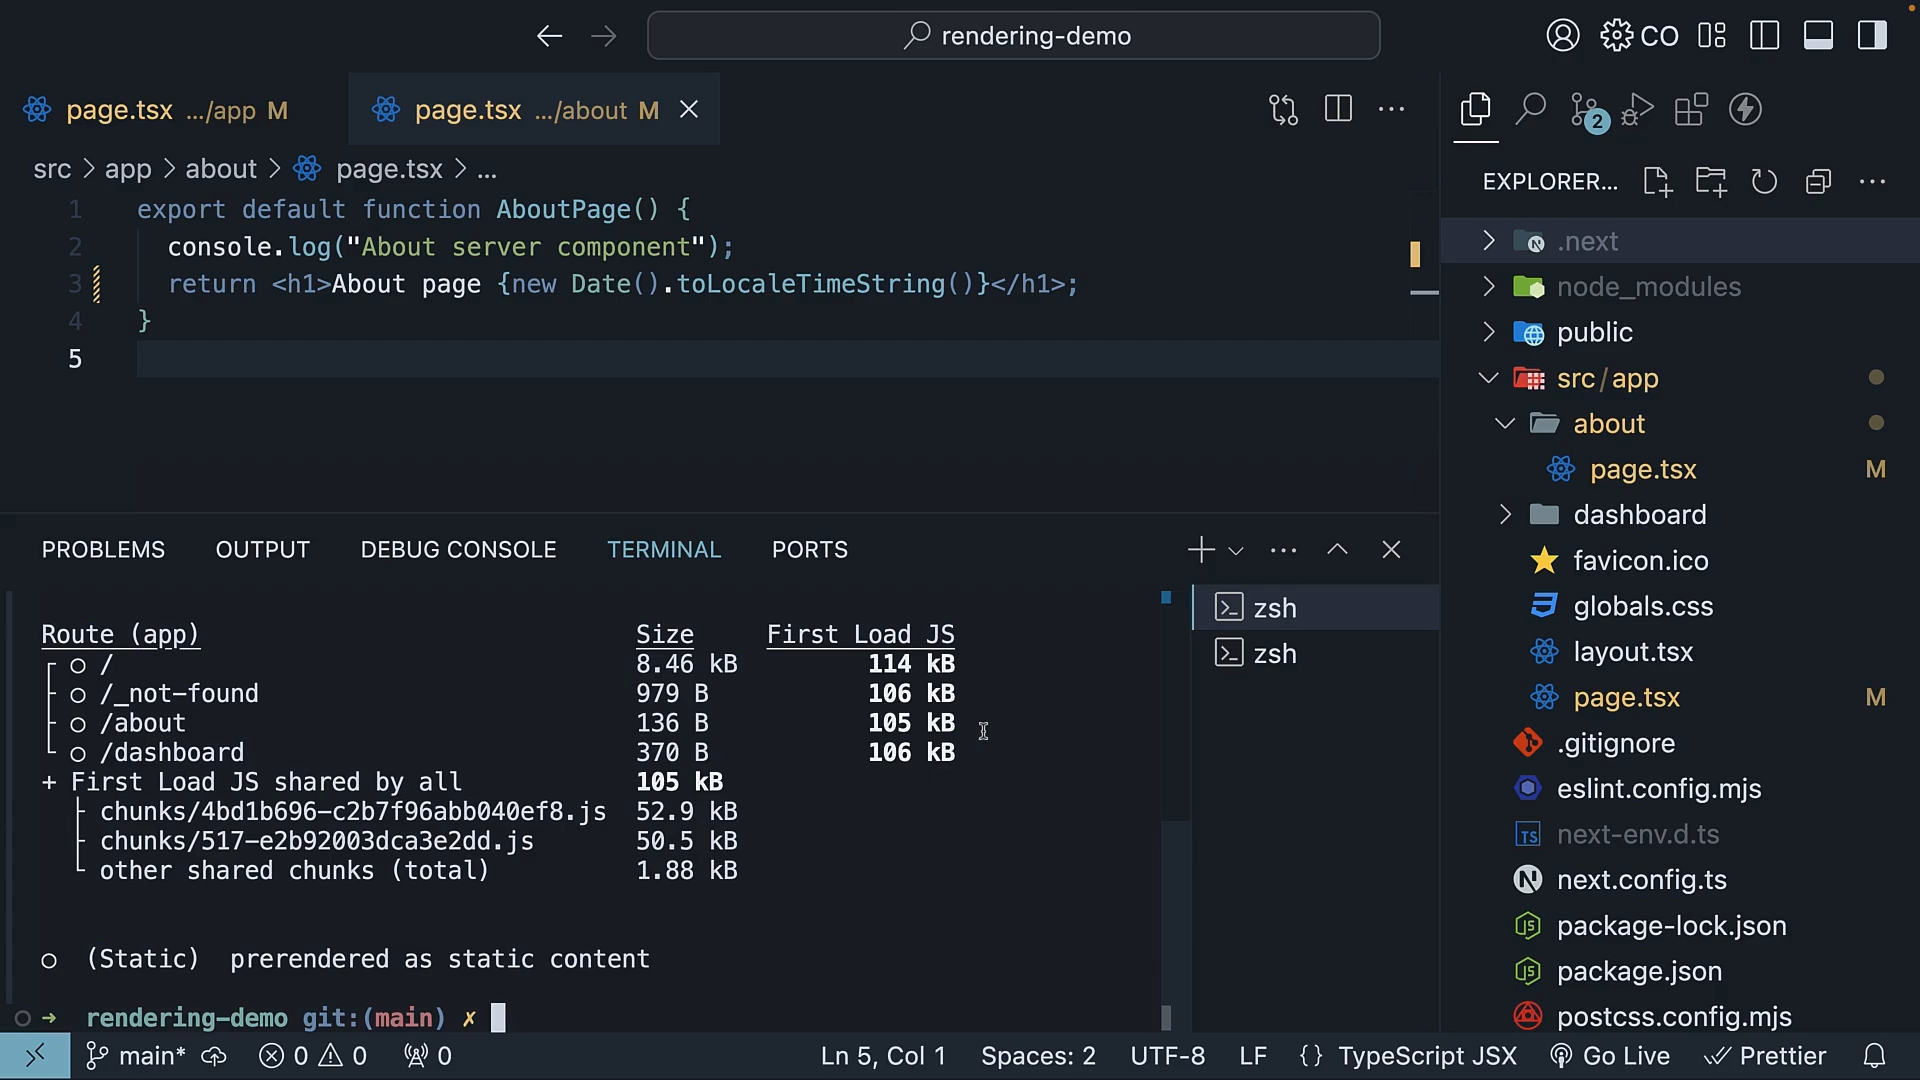 rendering-demo
CO
page.tsx .../app M
page.tsx .../about M
2
src > app > about > page.tsx > ...
EXPLORER...
1 export default function AboutPage() {
2 console.log("About server component");
3 return <h1>About page {new Date().toLocaleTimeString()}</h1>;
4 }
5
.next
node_modules
public
src/app
about
page.tsx M
dashboard
favicon.ico
globals.css
layout.tsx
page.tsx M
.gitignore
eslint.config.mjs
TS next-env.d.ts
next.config.ts
package-lock.json
package.json
postcss.config.mjs
PROBLEMS OUTPUT DEBUG CONSOLE TERMINAL PORTS
zsh
zsh
Route (app) Size First Load JS
┌ ○ / 8.46 kB 114 kB
├ ○ /_not-found 979 B 106 kB
├ ○ /about 136 B 105 kB
└ ○ /dashboard 370 B 106 kB
+ First Load JS shared by all 105 kB
├ chunks/4bd1b696-c2b7f96abb040ef8.js 52.9 kB
├ chunks/517-e2b92003dca3e2dd.js 50.5 kB
└ other shared chunks (total) 1.88 kB
○ (Static) prerendered as static content
→ rendering-demo git:(main) ✗
main* 0 0 0 Ln 5, Col 1 Spaces: 2 UTF-8 LF {} TypeScript JSX Go Live Prettier